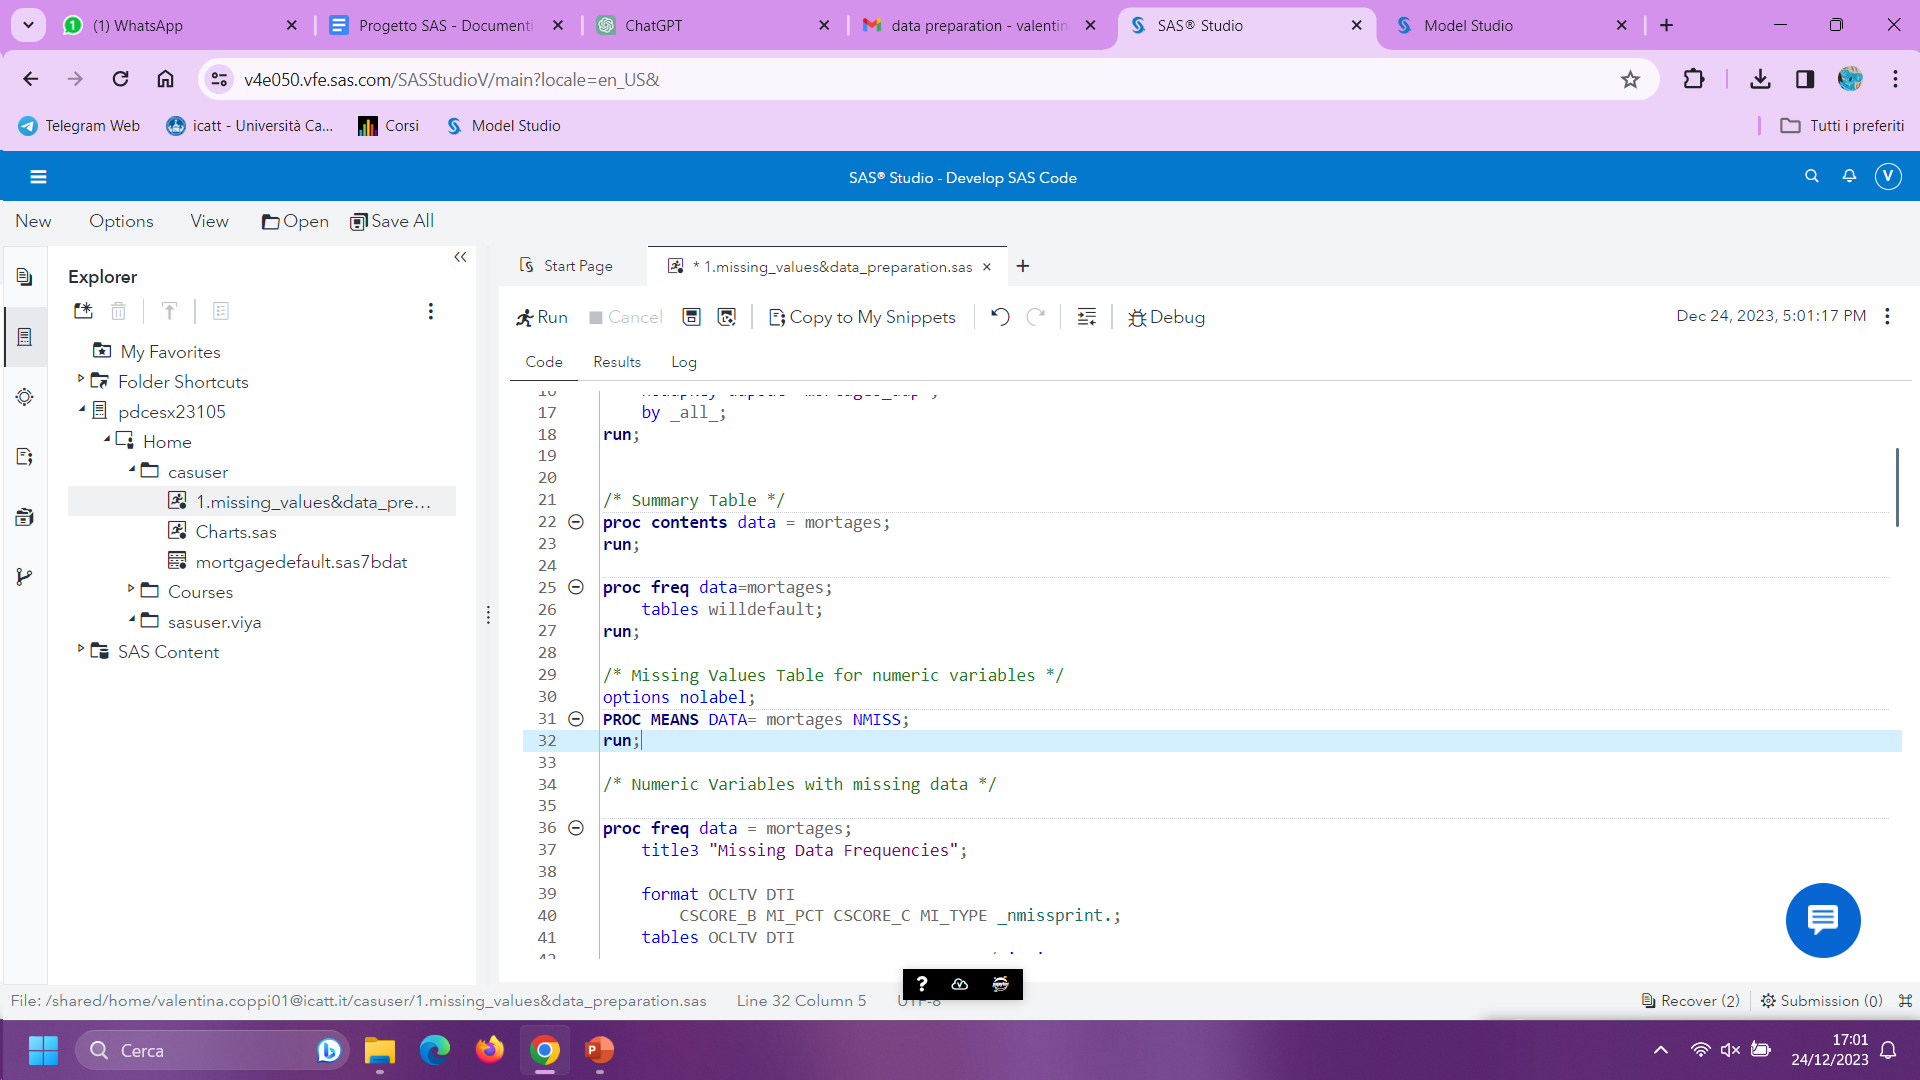 (1) WhatsApp
Progetto SAS - Documenti
ChatGPT
data preparation - valentin
SAS® Studio
Model Studio
v4e050.vfe.sas.com/SASStudioV/main?locale=en_US&
Telegram Web
icatt - Università Ca...
Corsi
Model Studio
Tutti i preferiti
SAS® Studio - Develop SAS Code
V
New
Options
View
Open
Save All
Explorer
My Favorites
Folder Shortcuts
pdcesx23105
Home
casuser
1.missing_values&data_pre...
Charts.sas
mortgagedefault.sas7bdat
Courses
sasuser.viya
SAS Content
Start Page
* 1.missing_values&data_preparation.sas
Run
Cancel
Copy to My Snippets
Debug
Dec 24, 2023, 5:01:17 PM
Code
Results
Log
17 by _all_;
18 run;
19
20
21 /* Summary Table */
22 proc contents data = mortages;
23 run;
24
25 proc freq data=mortages;
26 tables willdefault;
27 run;
28
29 /* Missing Values Table for numeric variables */
30 options nolabel;
31 PROC MEANS DATA= mortages NMISS;
32 run;
33
34 /* Numeric Variables with missing data */
35
36 proc freq data = mortages;
37 title3 "Missing Data Frequencies";
38
39 format OCLTV DTI
40 CSCORE_B MI_PCT CSCORE_C MI_TYPE _nmissprint.;
41 tables OCLTV DTI
File: /shared/home/valentina.coppi01@icatt.it/casuser/1.missing_values&data_preparation.sas
Line 32 Column 5
UTF-8
Recover (2)
Submission (0)
Cerca
17:01
24/12/2023